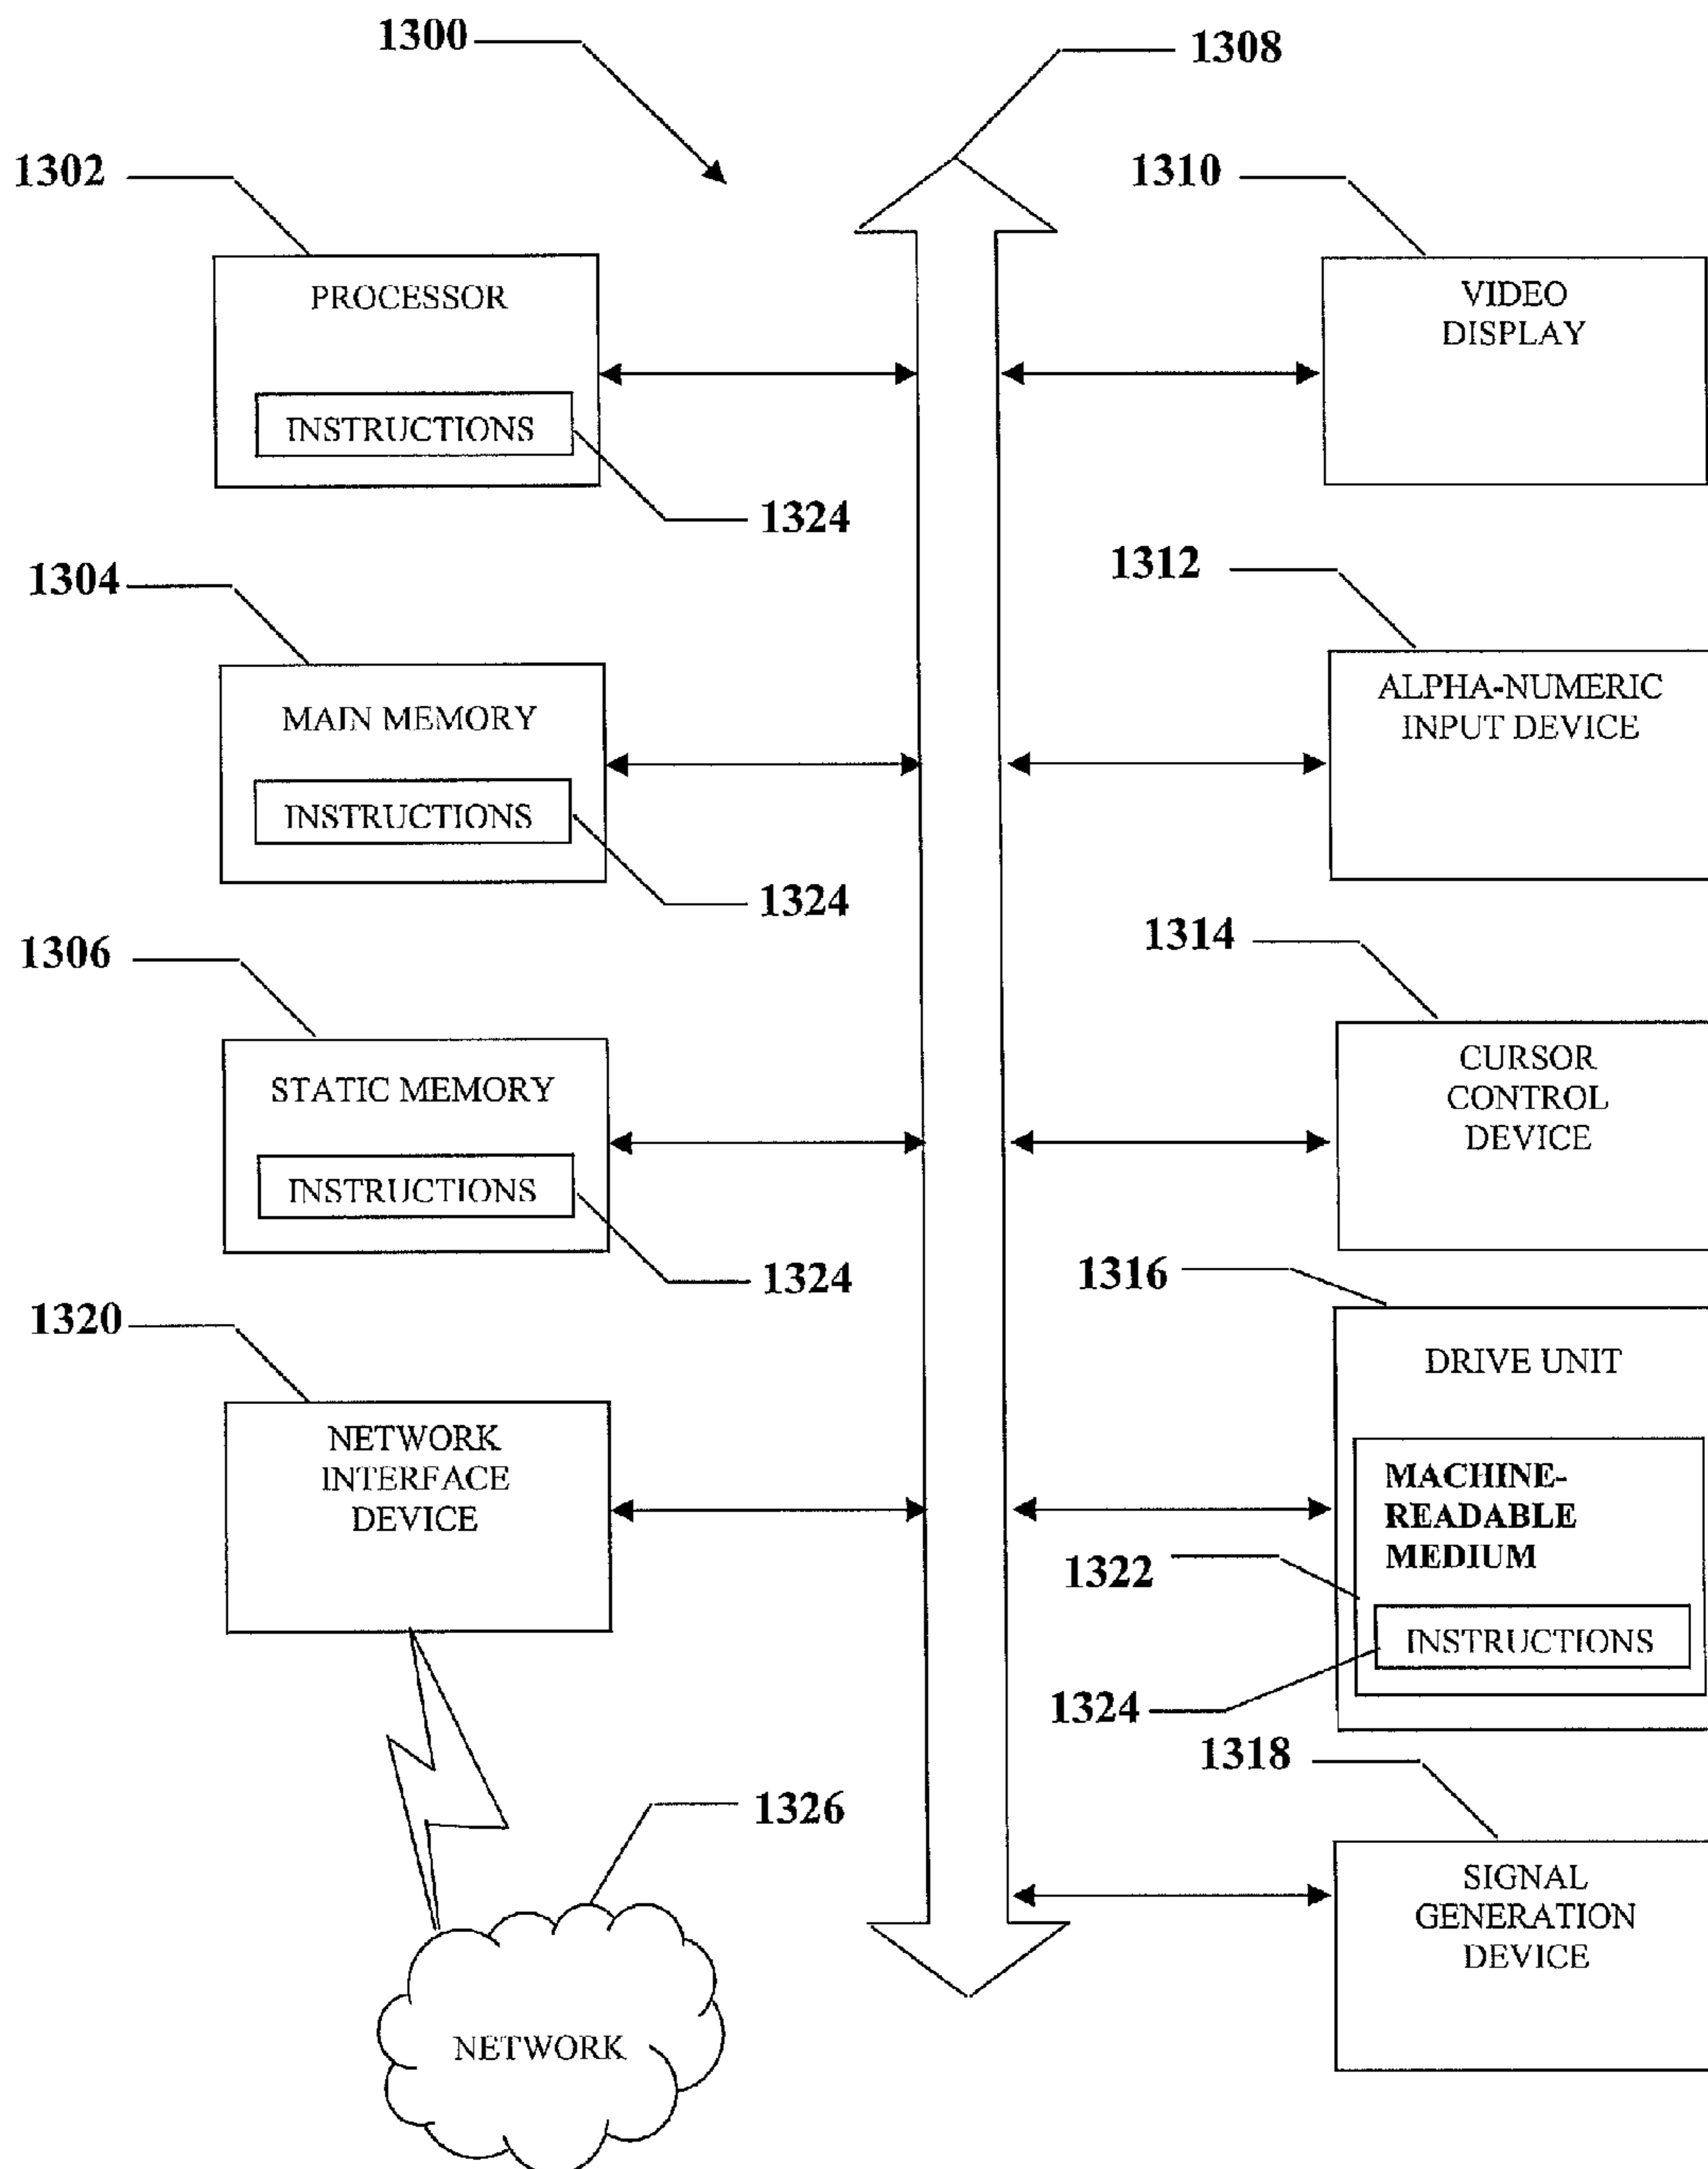 1300
1308
1302
1310
PROCESSOR
INSTRUCTIONS
1324
VIDEO
DISPLAY
1304
1312
MAIN MEMORY
INSTRUCTIONS
1324
ALPHA-NUMERIC
INPUT DEVICE
1306
1314
STATIC MEMORY
INSTRUCTIONS
1324
CURSOR
CONTROL
DEVICE
1320
1316
NETWORK
INTERFACE
DEVICE
DRIVE UNIT
MACHINE-
READABLE
MEDIUM
1322
INSTRUCTIONS
1324
1318
1326
SIGNAL
GENERATION
DEVICE
NETWORK